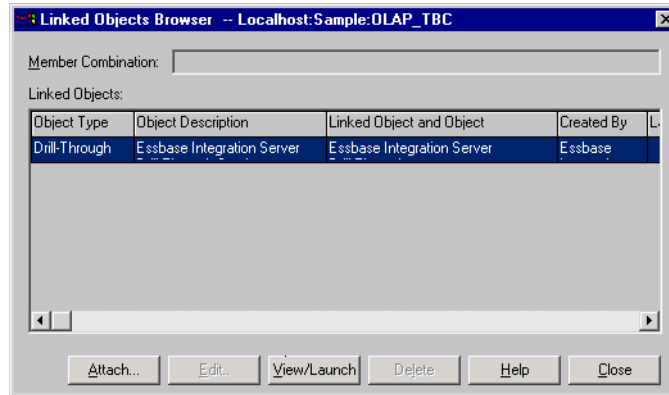 Linked Objects Browser -- Localhost:Sample:OLAP_TBC
Member Combination:
Linked Objects:
Object Type Object Description Linked Object and Object Created By
Drill-Through Essbase Integration Server Essbase Integration Server Essbase
Attach... Edit.. View/Launch Delete Help Close